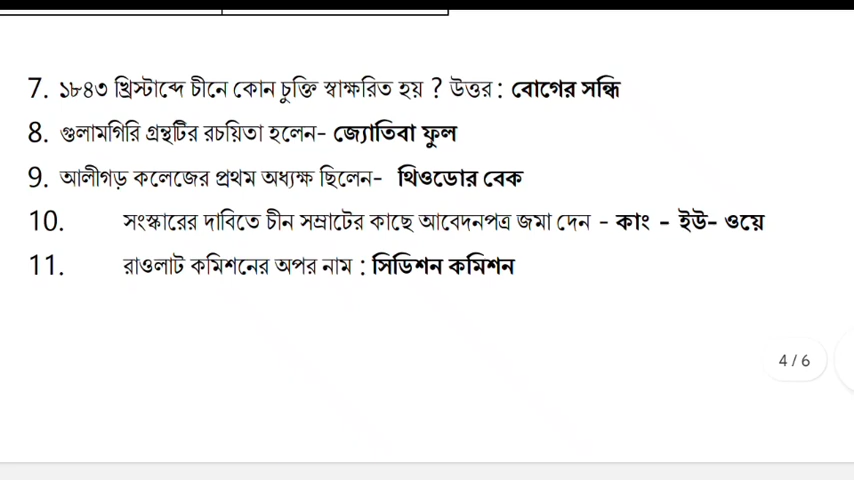 7. ১৮৪৩ খ্রিস্টাব্দে চীনে কোন চুক্তি স্বাক্ষরিত হয় ? উত্তর : বোগের সন্ধি
8. গুলামগিরি গ্রন্থটির রচয়িতা হলেন- জ্যোতিবা ফুল
9. আলীগড় কলেজের প্রথম অধ্যক্ষ ছিলেন- থিওডোর বেক
10. সংস্কারের দাবিতে চীন সম্রাটের কাছে আবেদনপত্র জমা দেন - কাং - ইউ- ওয়ে
11. রাওলাট কমিশনের অপর নাম : সিডিশন কমিশন
4 / 6